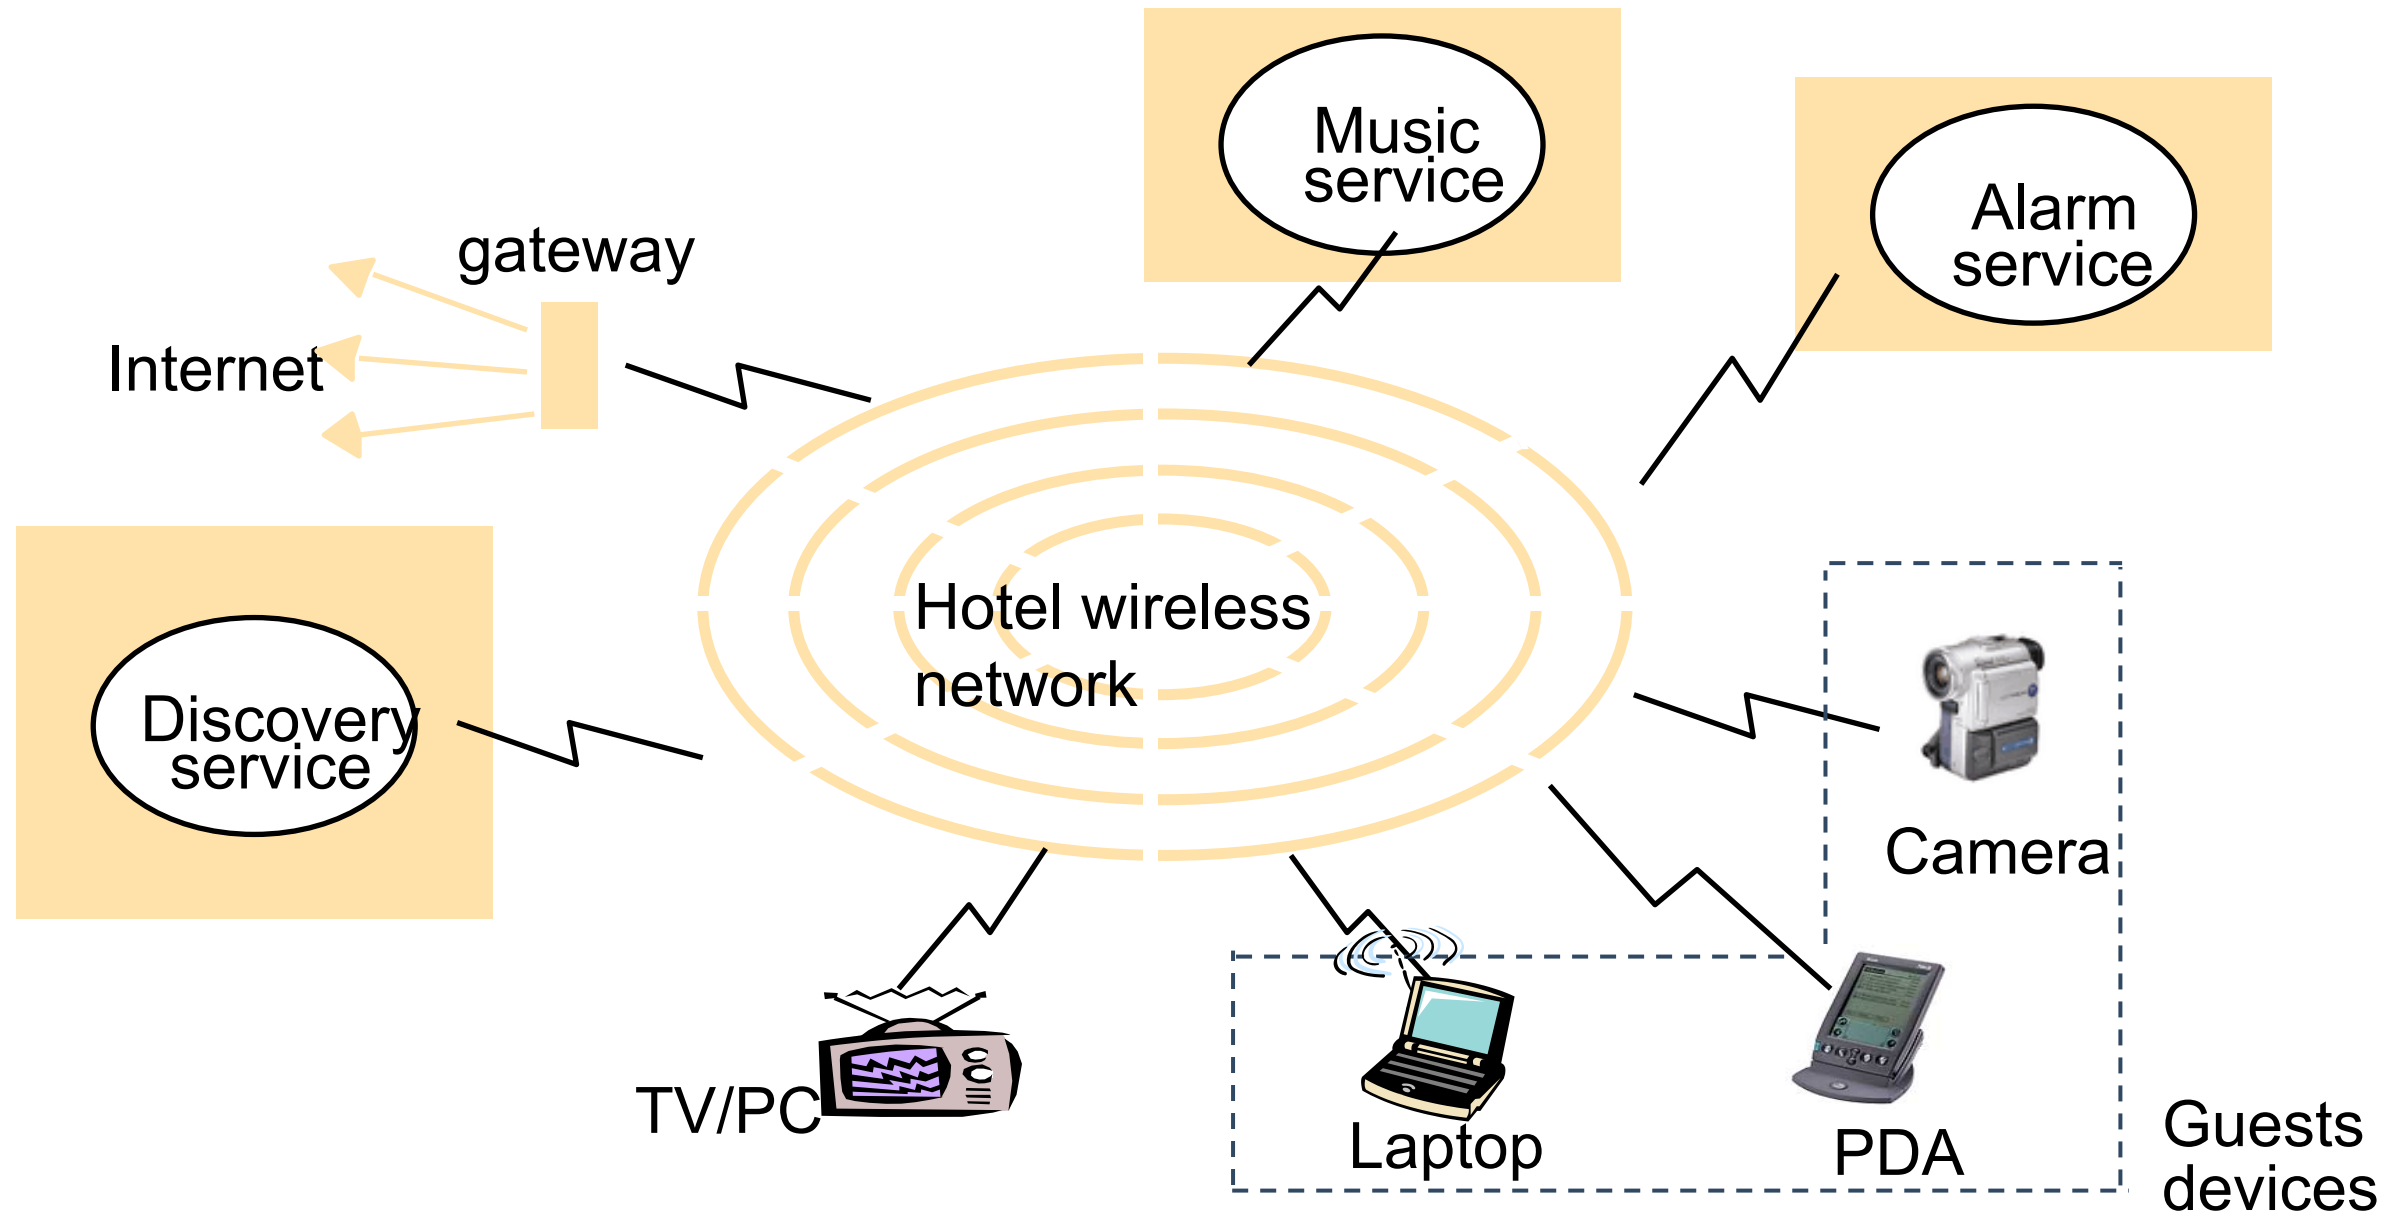 Music
service
Alarm
service
gateway
Internet
Hotel wireless
network
Discovery
service
Camera
TV/PC
Laptop
PDA
Guests
devices